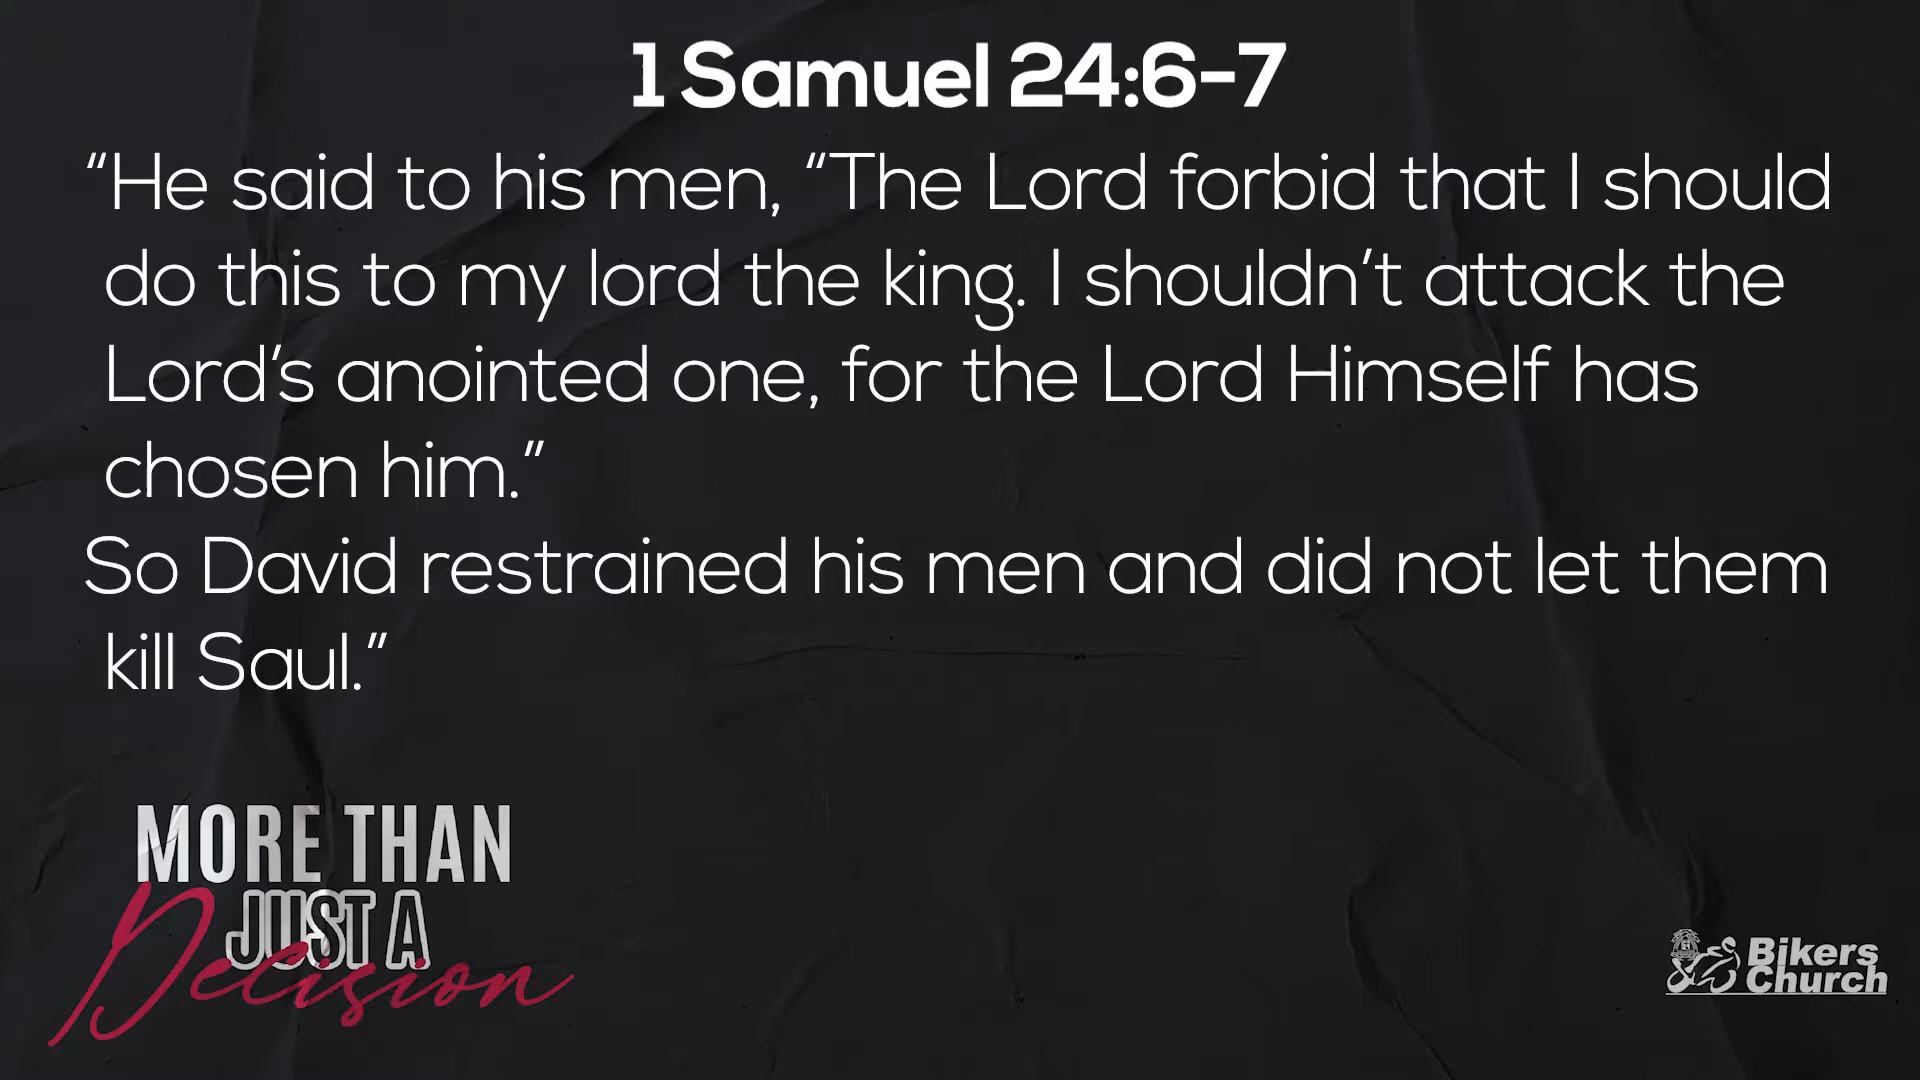 1 Samuel 24:6-7
“He said to his men, “The Lord forbid that I should
do this to my lord the king. I shouldn’t attack the
Lord’s anointed one, for the Lord Himself has
chosen him.”
So David restrained his men and did not let them
kill Saul.”
MORE THAN
JUST A
Decision
Bikers
Church